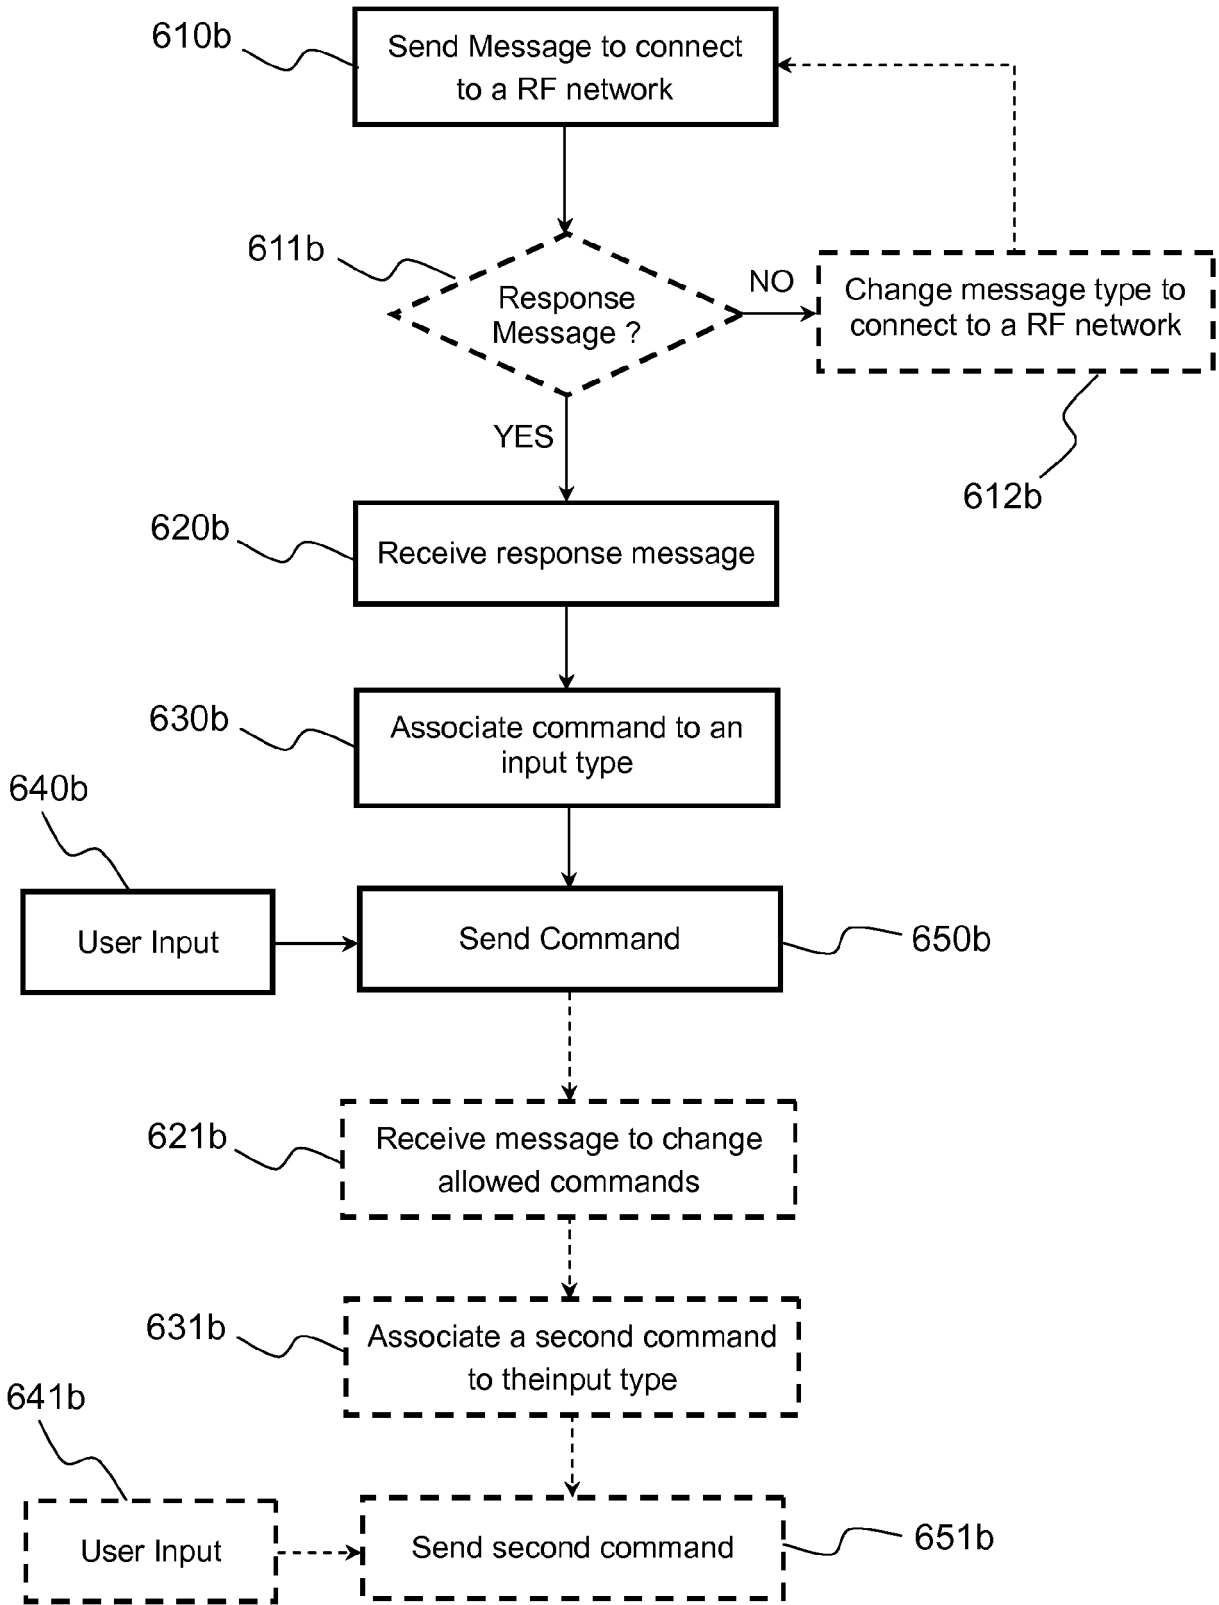 610b
Send Message to connect
to a RF network
611b
Response
Message ?
NO
Change message type to
connect to a RF network
612b
YES
620b
Receive response message
630b
Associate command to an
input type
640b
User Input
Send Command
650b
621b
Receive message to change
allowed commands
631b
Associate a second command
to theinput type
641b
User Input
Send second command
651b